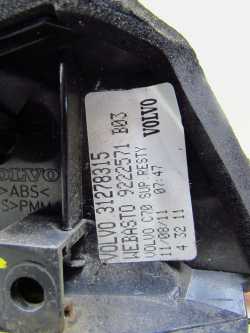 VOLVO 31278315
WEBASTO 9222571 B03
VOLVO C70 SUP RESTY
11/08/11 07:47
4 32 11
VOLVO
VOLVO
>ABS<